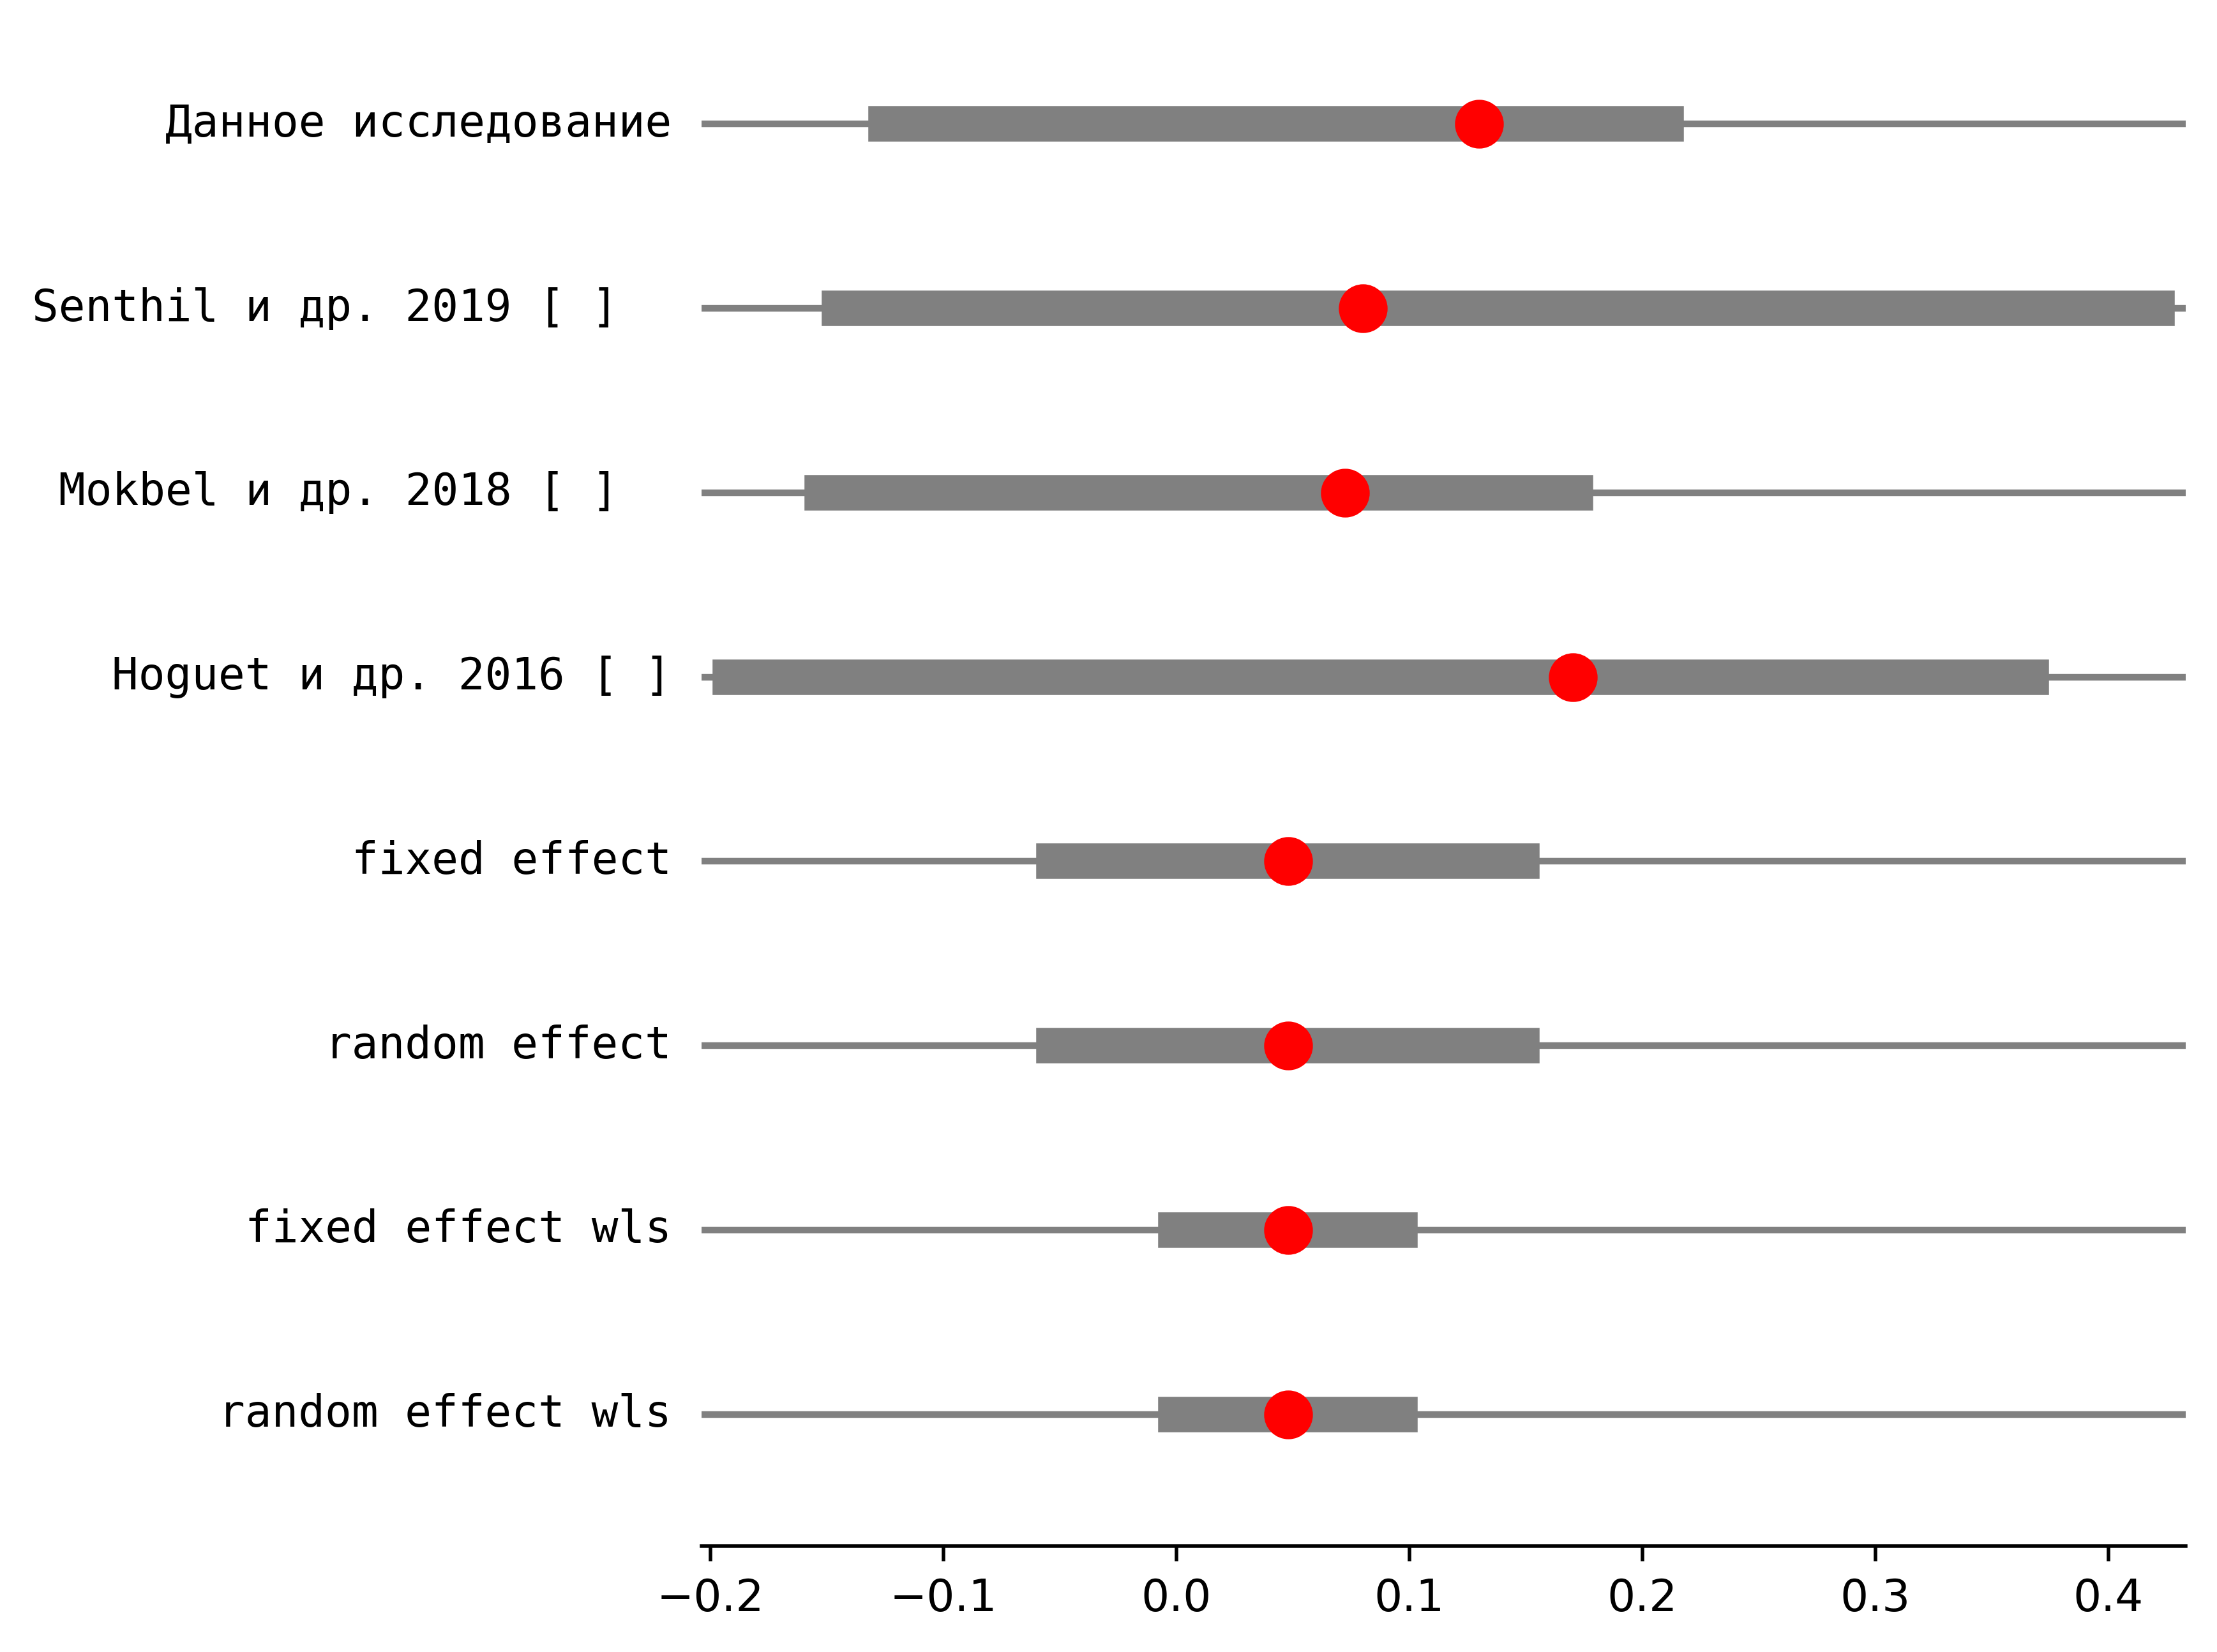 Данное исследование
Senthil и др. 2019 [ ]
Mokbel и др. 2018 [ ]
Hoguet и др. 2016 [ ]
fixed effect
random effect
fixed effect wls
random effect wls
−0.2 −0.1 0.0 0.1 0.2 0.3 0.4